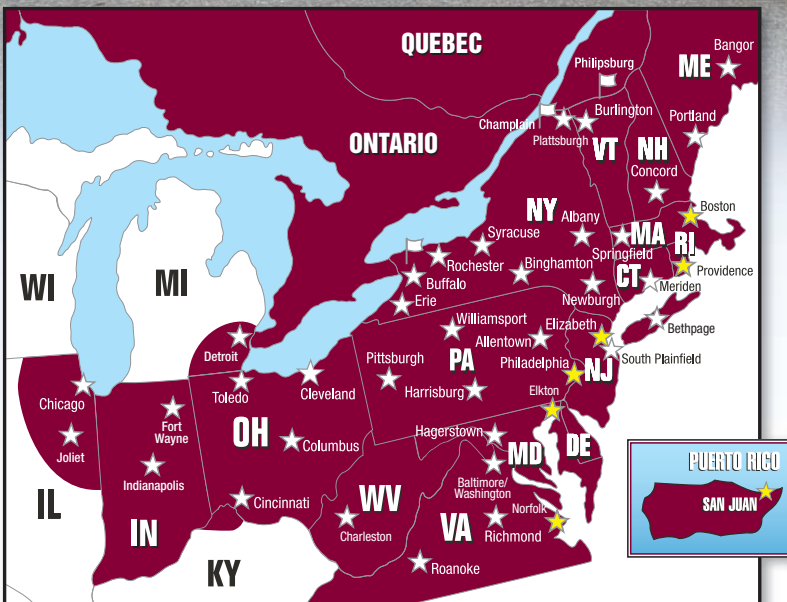 QUEBEC
ME
Bangor
Philipsburg
Champlain
Burlington
Portland
Plattsburgh
ONTARIO
VT
NH
Concord
NY
Albany
Boston
Syracuse
MA
RI
Springfield
Rochester
Binghamton
CT
Providence
Buffalo
Meriden
Newburgh
WI
MI
Erie
Williamsport
Elizabeth
Bethpage
Allentown
Detroit
Pittsburgh
PA
Philadelphia
NJ
South Plainfield
Toledo
Cleveland
Harrisburg
Elkton
Chicago
Fort
Wayne
OH
Columbus
Hagerstown
MD
DE
Joliet
Indianapolis
Baltimore/
Washington
PUERTO RICO
SAN JUAN
IL
IN
Cincinnati
WV
Charleston
VA
Norfolk
Richmond
KY
Roanoke